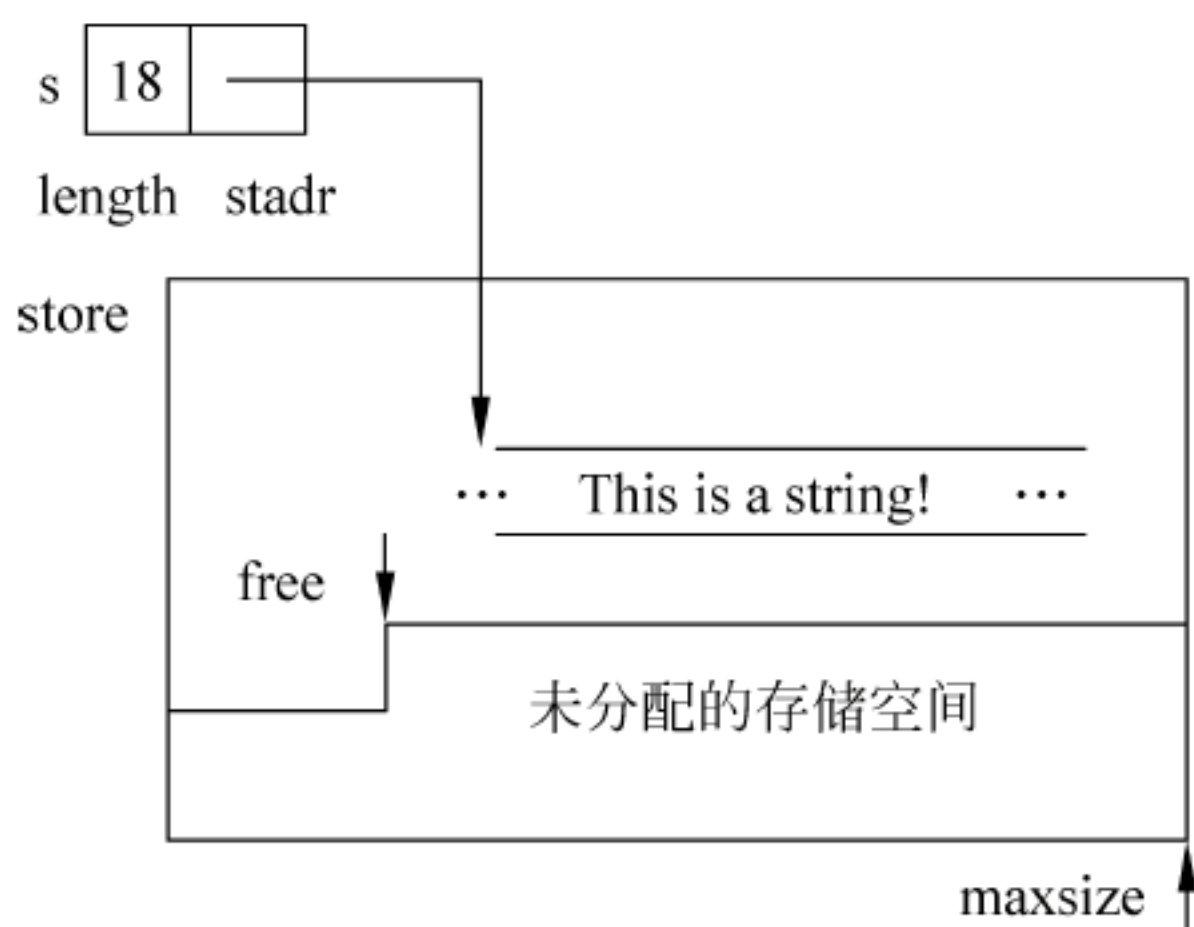 s 18
length stadr
store
… This is a string! …
free
未分配的存储空间
maxsize